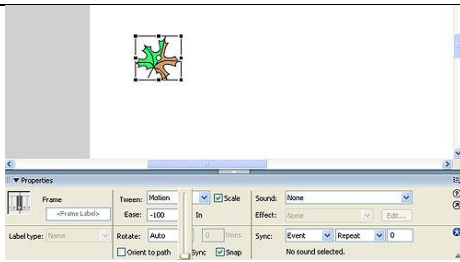 Properties
Frame
<Frame Label>
Tween: Motion Scale Sound: None
Ease: -100 In Effect: None Edit...
Label type: Name Rotate: Auto 0 times Sync: Event Repeat 0
Orient to path Sync Snap No sound selected.